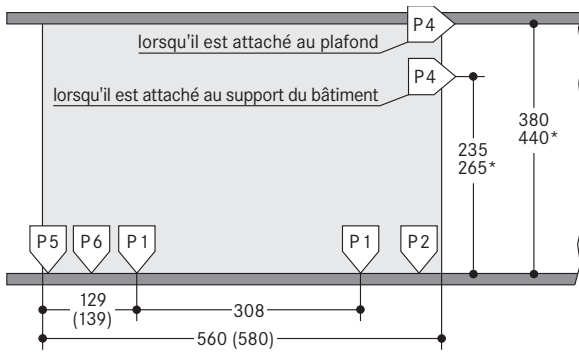 P4
lorsqu'il est attaché au plafond
P4
lorsqu'il est attaché au support du bâtiment
380
440*
235
265*
P5 P6 P1 P1 P2
129
(139)
308
560 (580)